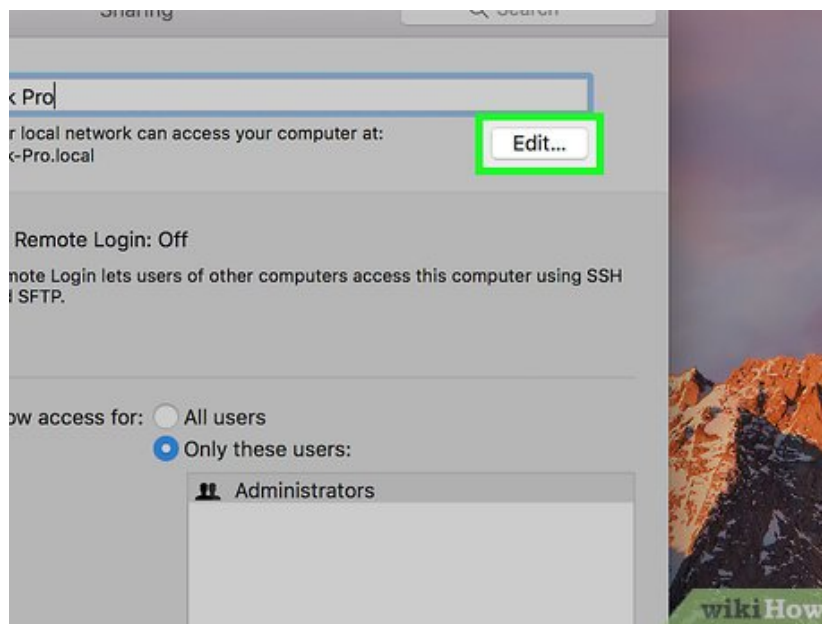 Sharing
Search
k Pro
r local network can access your computer at:
k-Pro.local
Edit...
Remote Login: Off
mote Login lets users of other computers access this computer using SSH
d SFTP.
ow access for:
All users
Only these users:
Administrators
wikiHow